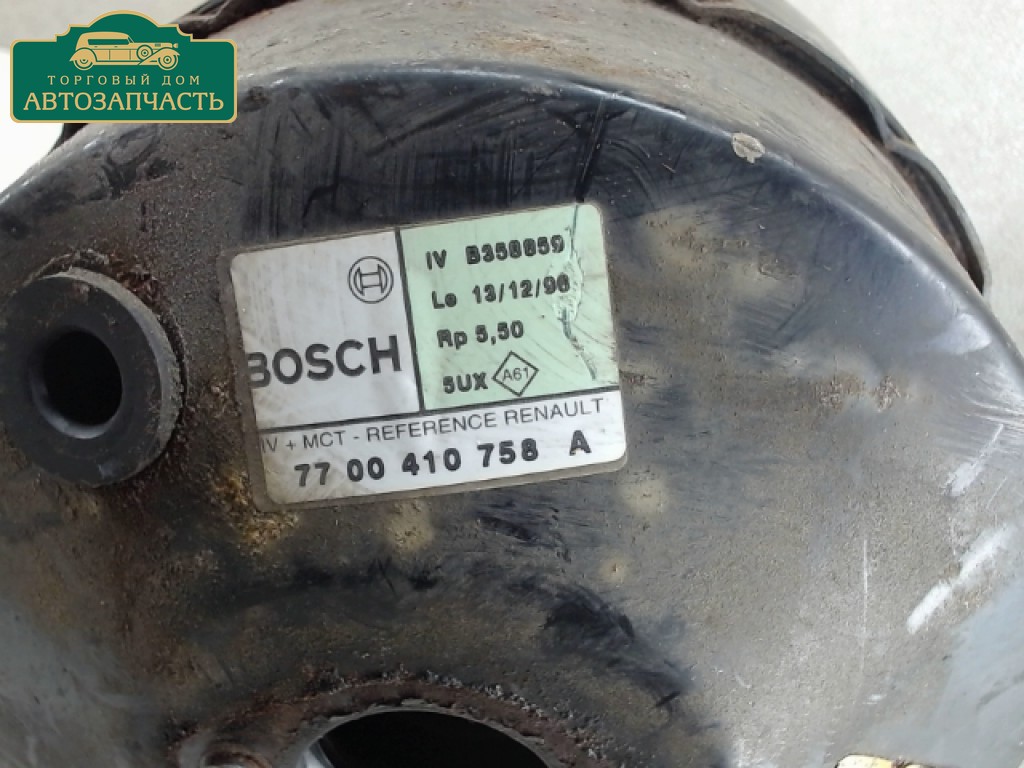 ТОРГОВЫЙ ДОМ
АВТОЗАПЧАСТЬ
IV B358859
Le 13/12/96
Rp 5,50
5UX A61
BOSCH
IV + MCT - REFERENCE RENAULT
77 00 410 758 A